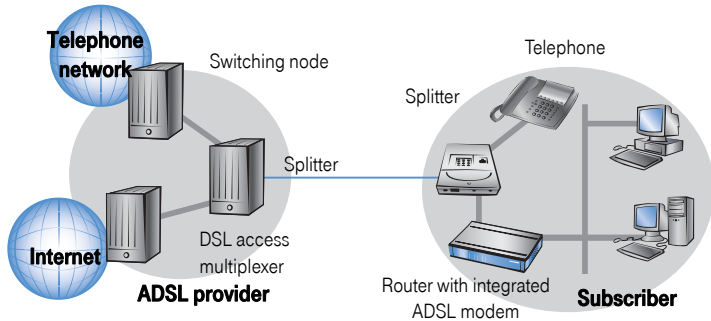 Telephone
network
Switching node
Telephone
Splitter
Splitter
Internet
DSL access
multiplexer
ADSL provider
Router with integrated
ADSL modem
Subscriber